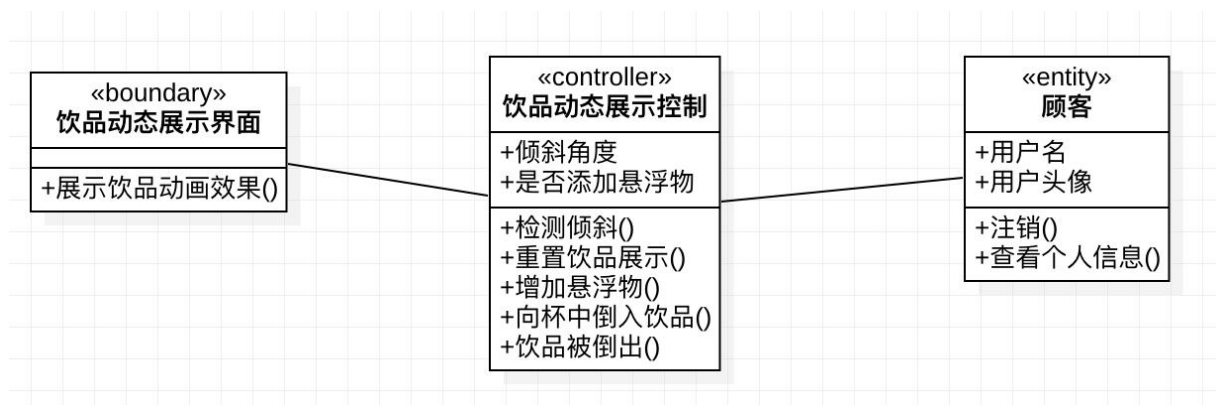 «boundary»
饮品动态展示界面
+展示饮品动画效果()
«controller»
饮品动态展示控制
+倾斜角度
+是否添加悬浮物
+检测倾斜()
+重置饮品展示()
+增加悬浮物()
+向杯中倒入饮品()
+饮品被倒出()
«entity»
顾客
+用户名
+用户头像
+注销()
+查看个人信息()